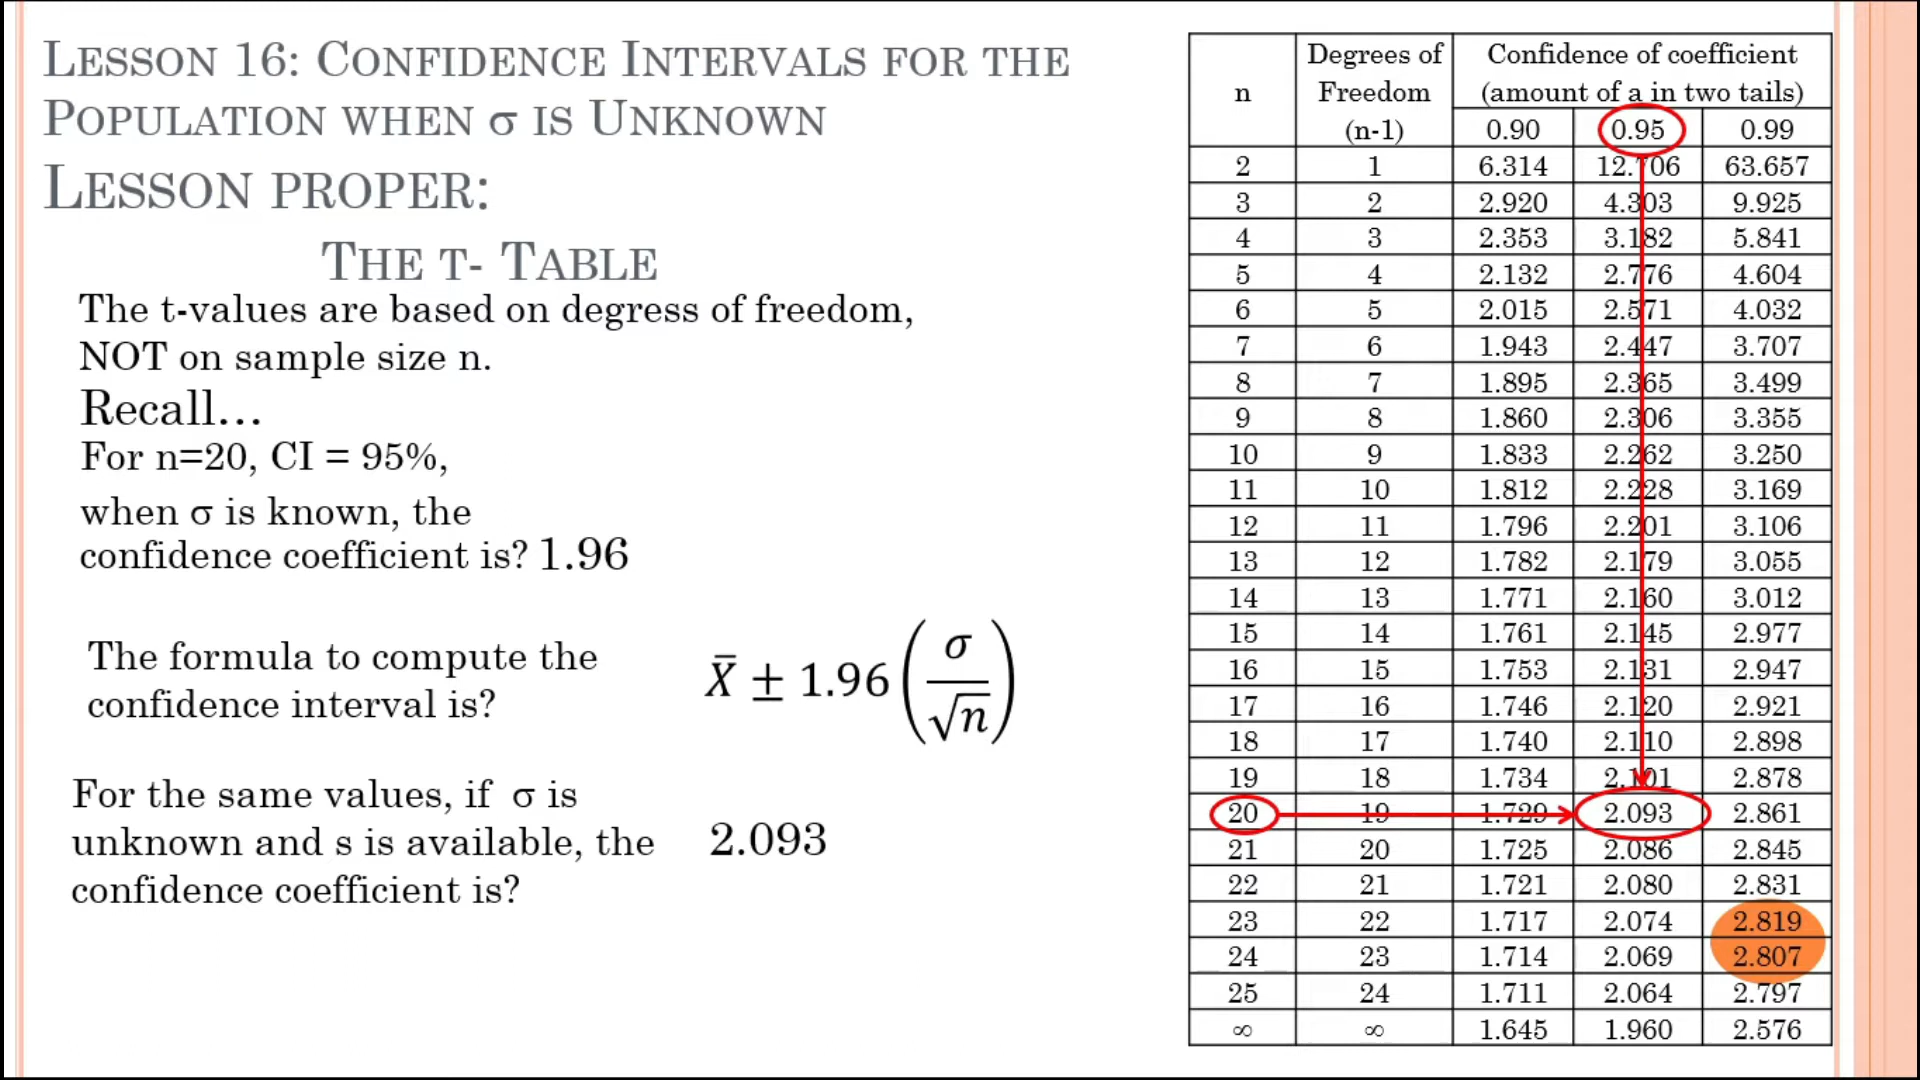 LESSON 16: CONFIDENCE INTERVALS FOR THE
POPULATION WHEN σ IS UNKNOWN
LESSON PROPER:
THE T- TABLE
The t-values are based on degress of freedom,
NOT on sample size n.
Recall…
For n=20, CI = 95%,
when σ is known, the
confidence coefficient is? 1.96
The formula to compute the
confidence interval is?
X̄ ± 1.96 (σ/√n)
For the same values, if σ is
unknown and s is available, the
confidence coefficient is?
2.093
n Degrees of Freedom (n-1) Confidence of coefficient (amount of a in two tails)
0.90 0.95 0.99
2 1 6.314 12.706 63.657
3 2 2.920 4.303 9.925
4 3 2.353 3.182 5.841
5 4 2.132 2.776 4.604
6 5 2.015 2.571 4.032
7 6 1.943 2.447 3.707
8 7 1.895 2.365 3.499
9 8 1.860 2.306 3.355
10 9 1.833 2.262 3.250
11 10 1.812 2.228 3.169
12 11 1.796 2.201 3.106
13 12 1.782 2.179 3.055
14 13 1.771 2.160 3.012
15 14 1.761 2.145 2.977
16 15 1.753 2.131 2.947
17 16 1.746 2.120 2.921
18 17 1.740 2.110 2.898
19 18 1.734 2.101 2.878
20 19 1.729 2.093 2.861
21 20 1.725 2.086 2.845
22 21 1.721 2.080 2.831
23 22 1.717 2.074 2.819
24 23 1.714 2.069 2.807
25 24 1.711 2.064 2.797
∞ ∞ 1.645 1.960 2.576